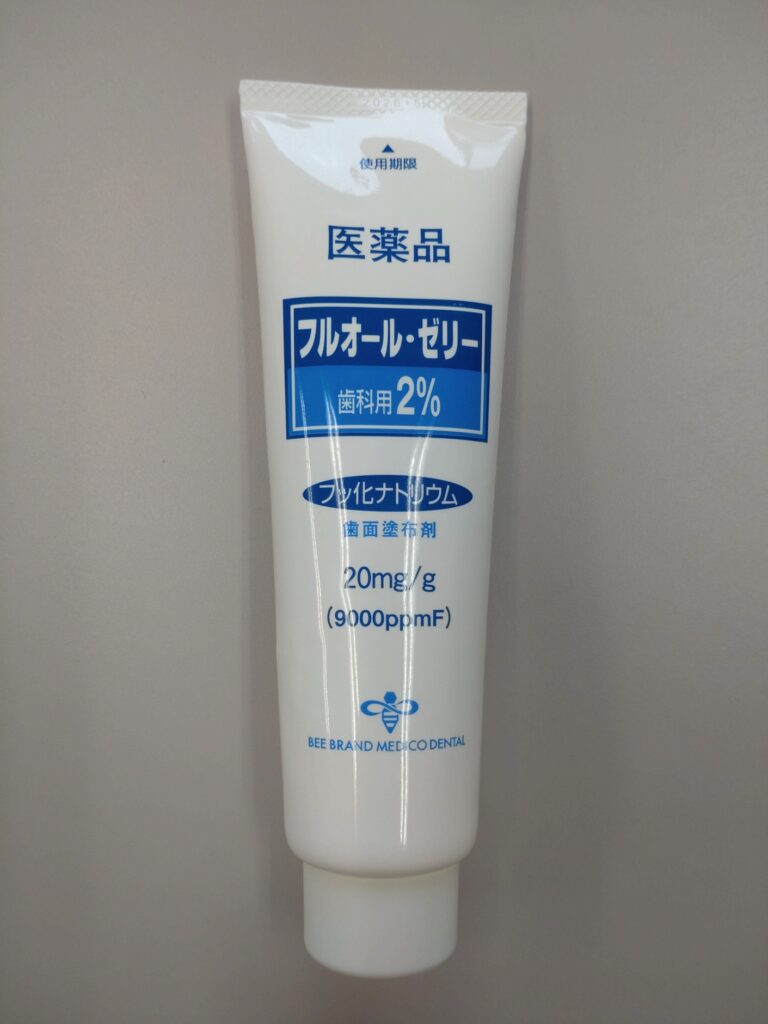 ▲
使用期限
医薬品
フルオール・ゼリー
歯科用2%
フッ化ナトリウム
歯面塗布剤
20mg/g
(9000ppmF)
BEE BRAND MEDICO DENTAL